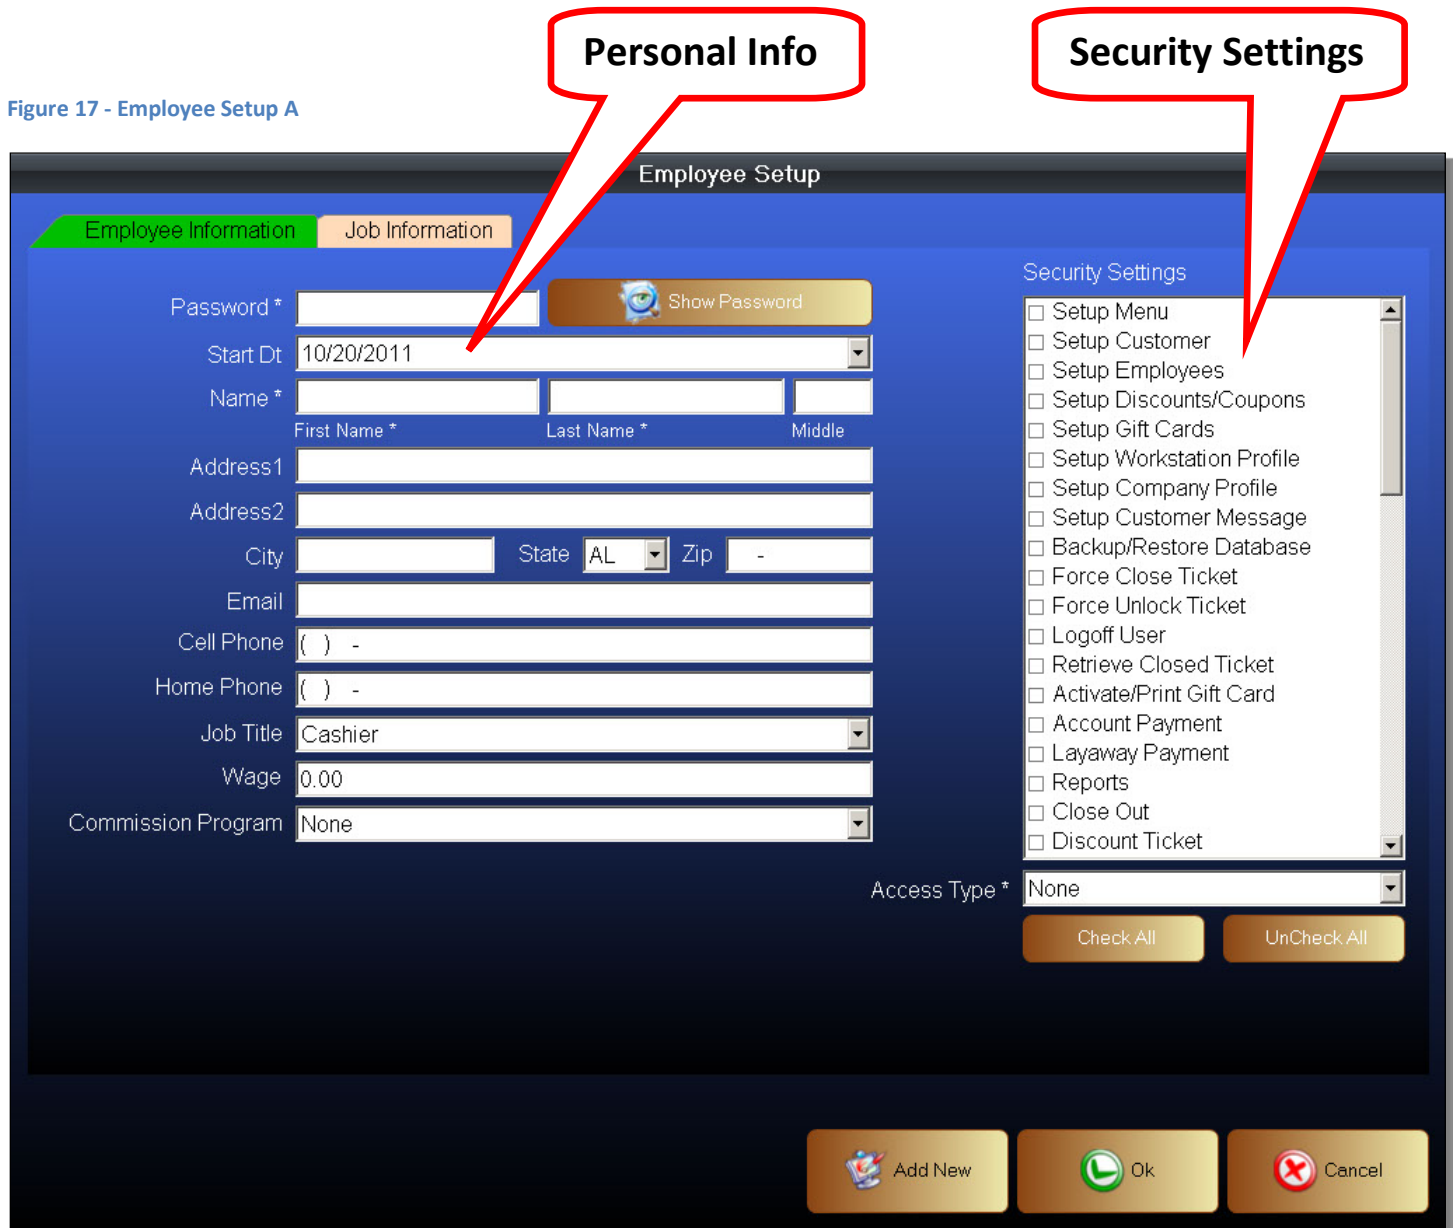 Personal Info
Security Settings
Figure 17 - Employee Setup A
Employee Setup
Employee Information
Job Information
Password *
Show Password
Start Dt
10/20/2011
Name *
First Name *
Last Name *
Middle
Address1
Address2
City
State
AL
Zip
-
Email
Cell Phone
( ) -
Home Phone
( ) -
Job Title
Cashier
Wage
0.00
Commission Program
None
Security Settings
Setup Menu
Setup Customer
Setup Employees
Setup Discounts/Coupons
Setup Gift Cards
Setup Workstation Profile
Setup Company Profile
Setup Customer Message
Backup/Restore Database
Force Close Ticket
Force Unlock Ticket
Logoff User
Retrieve Closed Ticket
Activate/Print Gift Card
Account Payment
Layaway Payment
Reports
Close Out
Discount Ticket
Access Type *
None
Check All
UnCheck All
Add New
Ok
Cancel